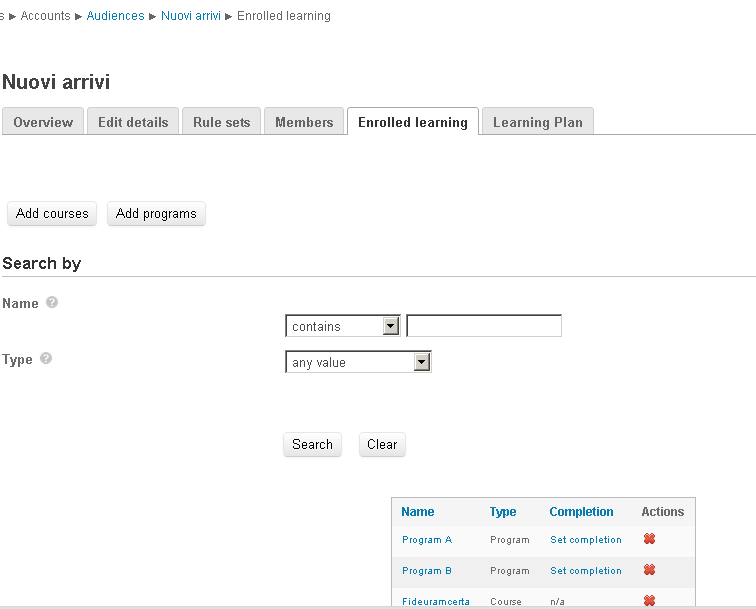 s ► Accounts ► Audiences ► Nuovi arrivi ► Enrolled learning
Nuovi arrivi
Overview Edit details Rule sets Members Enrolled learning Learning Plan
Add courses Add programs
Search by
Name
contains
Type
any value
Search Clear
Name Type Completion Actions
Program A Program Set completion
Program B Program Set completion
Fideuramcerta Course n/a